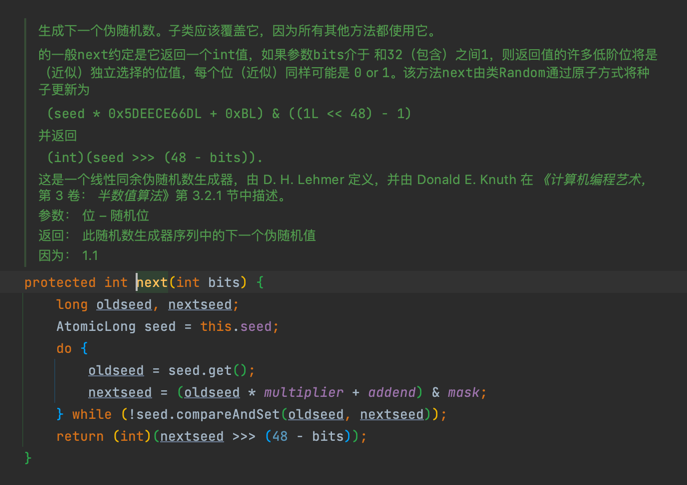 生成下一个伪随机数。子类应该覆盖它，因为所有其他方法都使用它。
的一般next约定是它返回一个int值，如果参数bits介于 和32（包含）之间1，则返回值的许多低阶位将是
（近似）独立选择的位值，每个位（近似）同样可能是 0 or 1。该方法next由类Random通过原子方式将种
子更新为
(seed * 0x5DEECE66DL + 0xBL) & ((1L << 48) - 1)
并返回
(int)(seed >>> (48 - bits)).
这是一个线性同余伪随机数生成器，由 D. H. Lehmer 定义，并由 Donald E. Knuth 在 《计算机编程艺术，
第 3 卷： 半数值算法》第 3.2.1 节中描述。
参数： 位 – 随机位
返回： 此随机数生成器序列中的下一个伪随机值
因为： 1.1
protected int next(int bits) {
    long oldseed, nextseed;
    AtomicLong seed = this.seed;
    do {
        oldseed = seed.get();
        nextseed = (oldseed * multiplier + addend) & mask;
    } while (!seed.compareAndSet(oldseed, nextseed));
    return (int)(nextseed >>> (48 - bits));
}